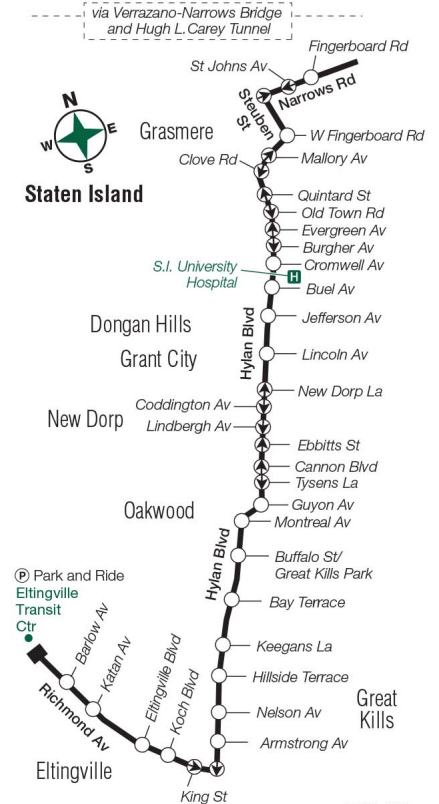 via Verrazano-Narrows Bridge
and Hugh L. Carey Tunnel
Fingerboard Rd
St Johns Av
Narrows Rd
Steuben
St
N
E
W
S
Staten Island
Grasmere
W Fingerboard Rd
Clove Rd
Mallory Av
Quintard St
Old Town Rd
Evergreen Av
Burgher Av
Cromwell Av
S.I. University
Hospital
H
Buel Av
Hylan Blvd
Jefferson Av
Dongan Hills
Lincoln Av
Grant City
New Dorp La
Coddington Av
New Dorp
Lindbergh Av
Ebbitts St
Cannon Blvd
Tysens La
Guyon Av
Oakwood
Montreal Av
Hylan Blvd
Buffalo St/
Great Kills Park
P Park and Ride
Eltingville
Transit
Ctr
Bay Terrace
Barlow Av
Katan Av
Eltingville Blvd
Koch Blvd
Richmond Av
Keegans La
Hillside Terrace
Great
Kills
Nelson Av
Armstrong Av
Eltingville
King St